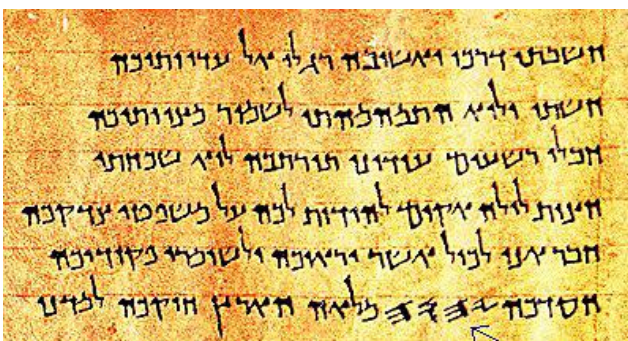 חשבתי דרכי ואשובה רגלי אל עדוותיכה
חשתי ולוא התמהמהתי לשמור מצוותיכה
חבלי רשעים עודוני תורתכה לוא שכחתי
חצות לילה אקום להודות לכה על משפטי צדקכה
חבר אני לכול אשר יראוכה ולשומרי פקודיכה
חסדכה 𐤉𐤄𐤅𐤄 מלאה הארץ חוקיכה למדני